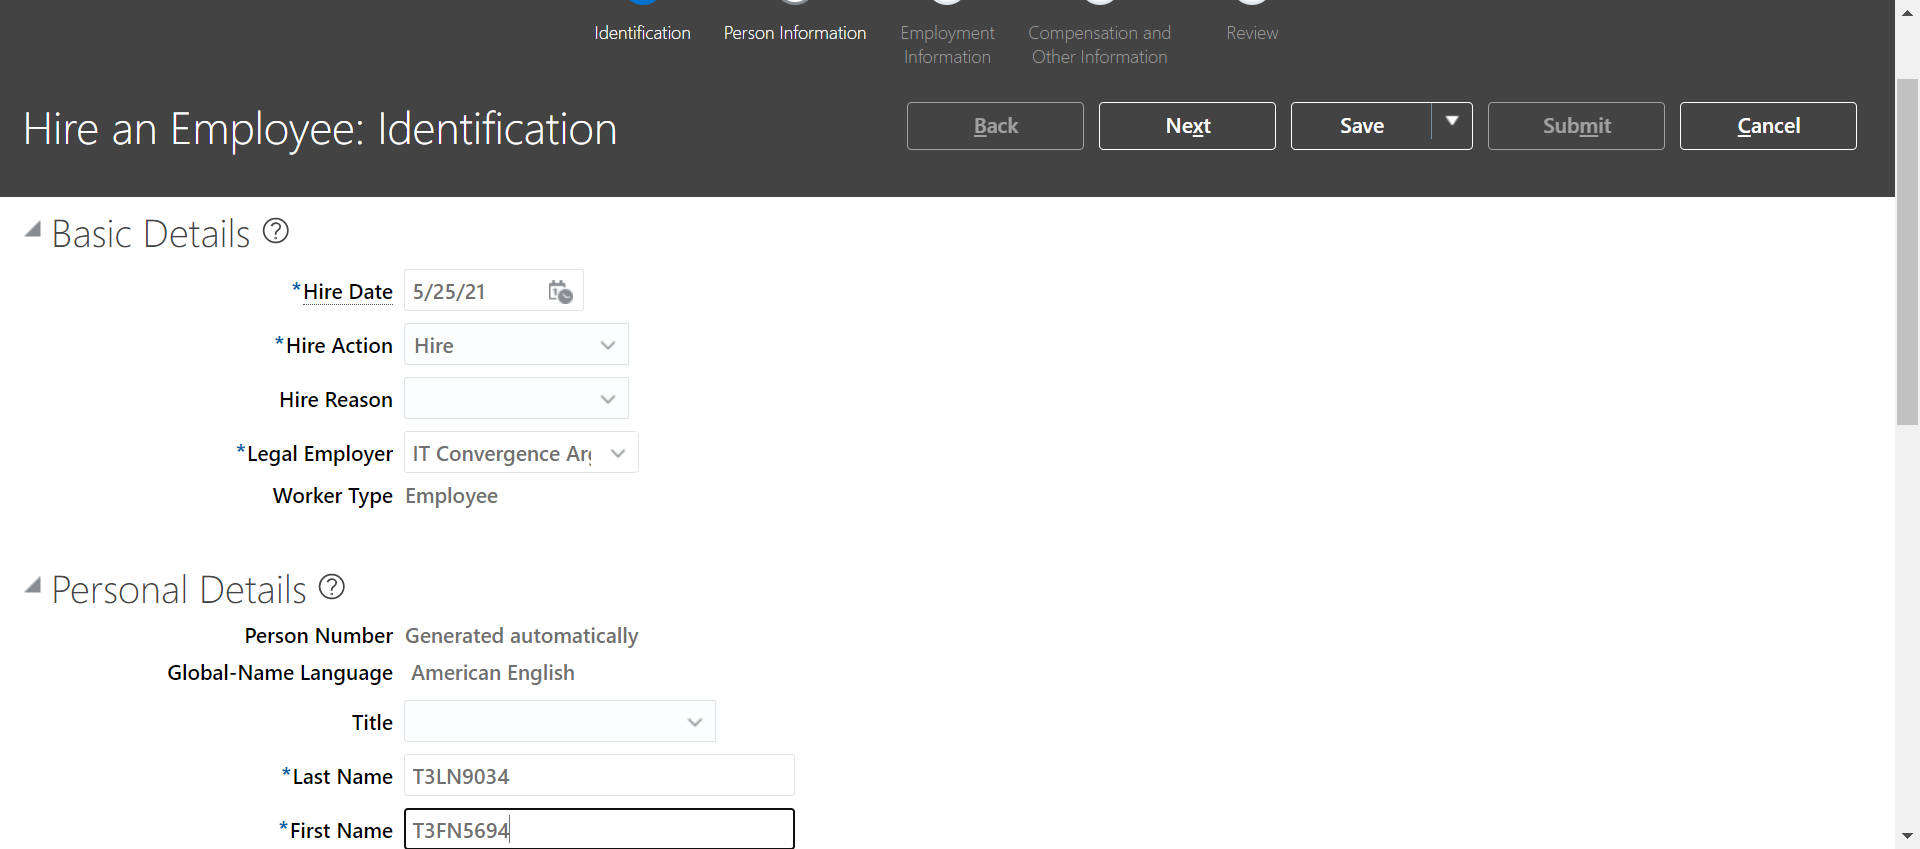 Identification
Person Information
Employment
Information
Compensation and
Other Information
Review
Hire an Employee: Identification
Back
Next
Save
Submit
Cancel
Basic Details
*Hire Date 5/25/21
*Hire Action Hire
Hire Reason
*Legal Employer IT Convergence Arg
Worker Type Employee
Personal Details
Person Number Generated automatically
Global-Name Language American English
Title
*Last Name T3LN9034
*First Name T3FN5694